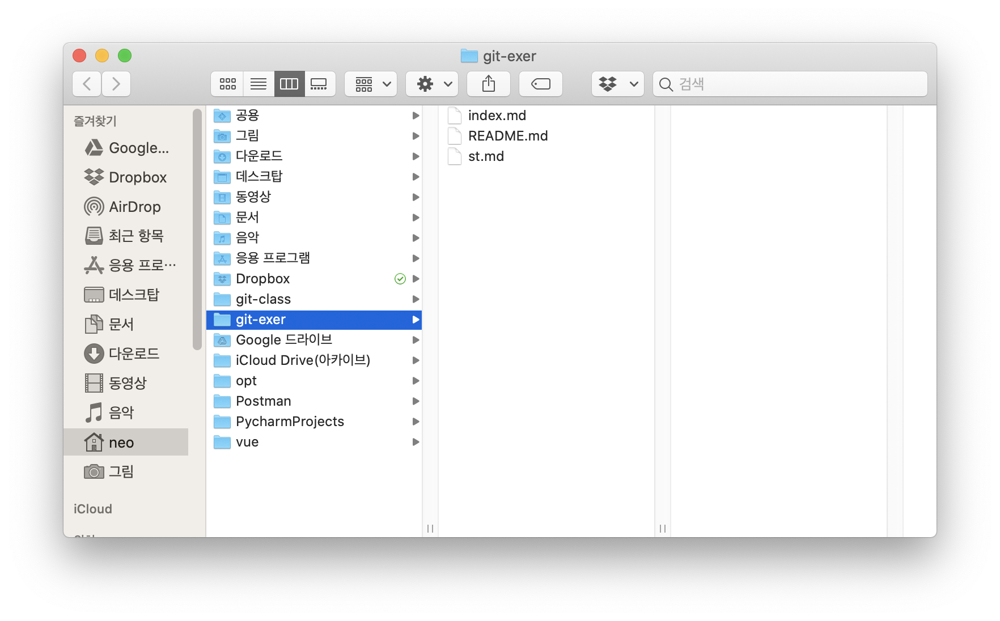 git-exer
검색
즐겨찾기
Google...
Dropbox
AirDrop
최근 항목
응용 프로...
데스크탑
문서
다운로드
동영상
음악
neo
그림
iCloud
공용
그림
다운로드
데스크탑
동영상
문서
음악
응용 프로그램
Dropbox
git-class
git-exer
Google 드라이브
iCloud Drive(아카이브)
opt
Postman
PycharmProjects
vue
index.md
README.md
st.md